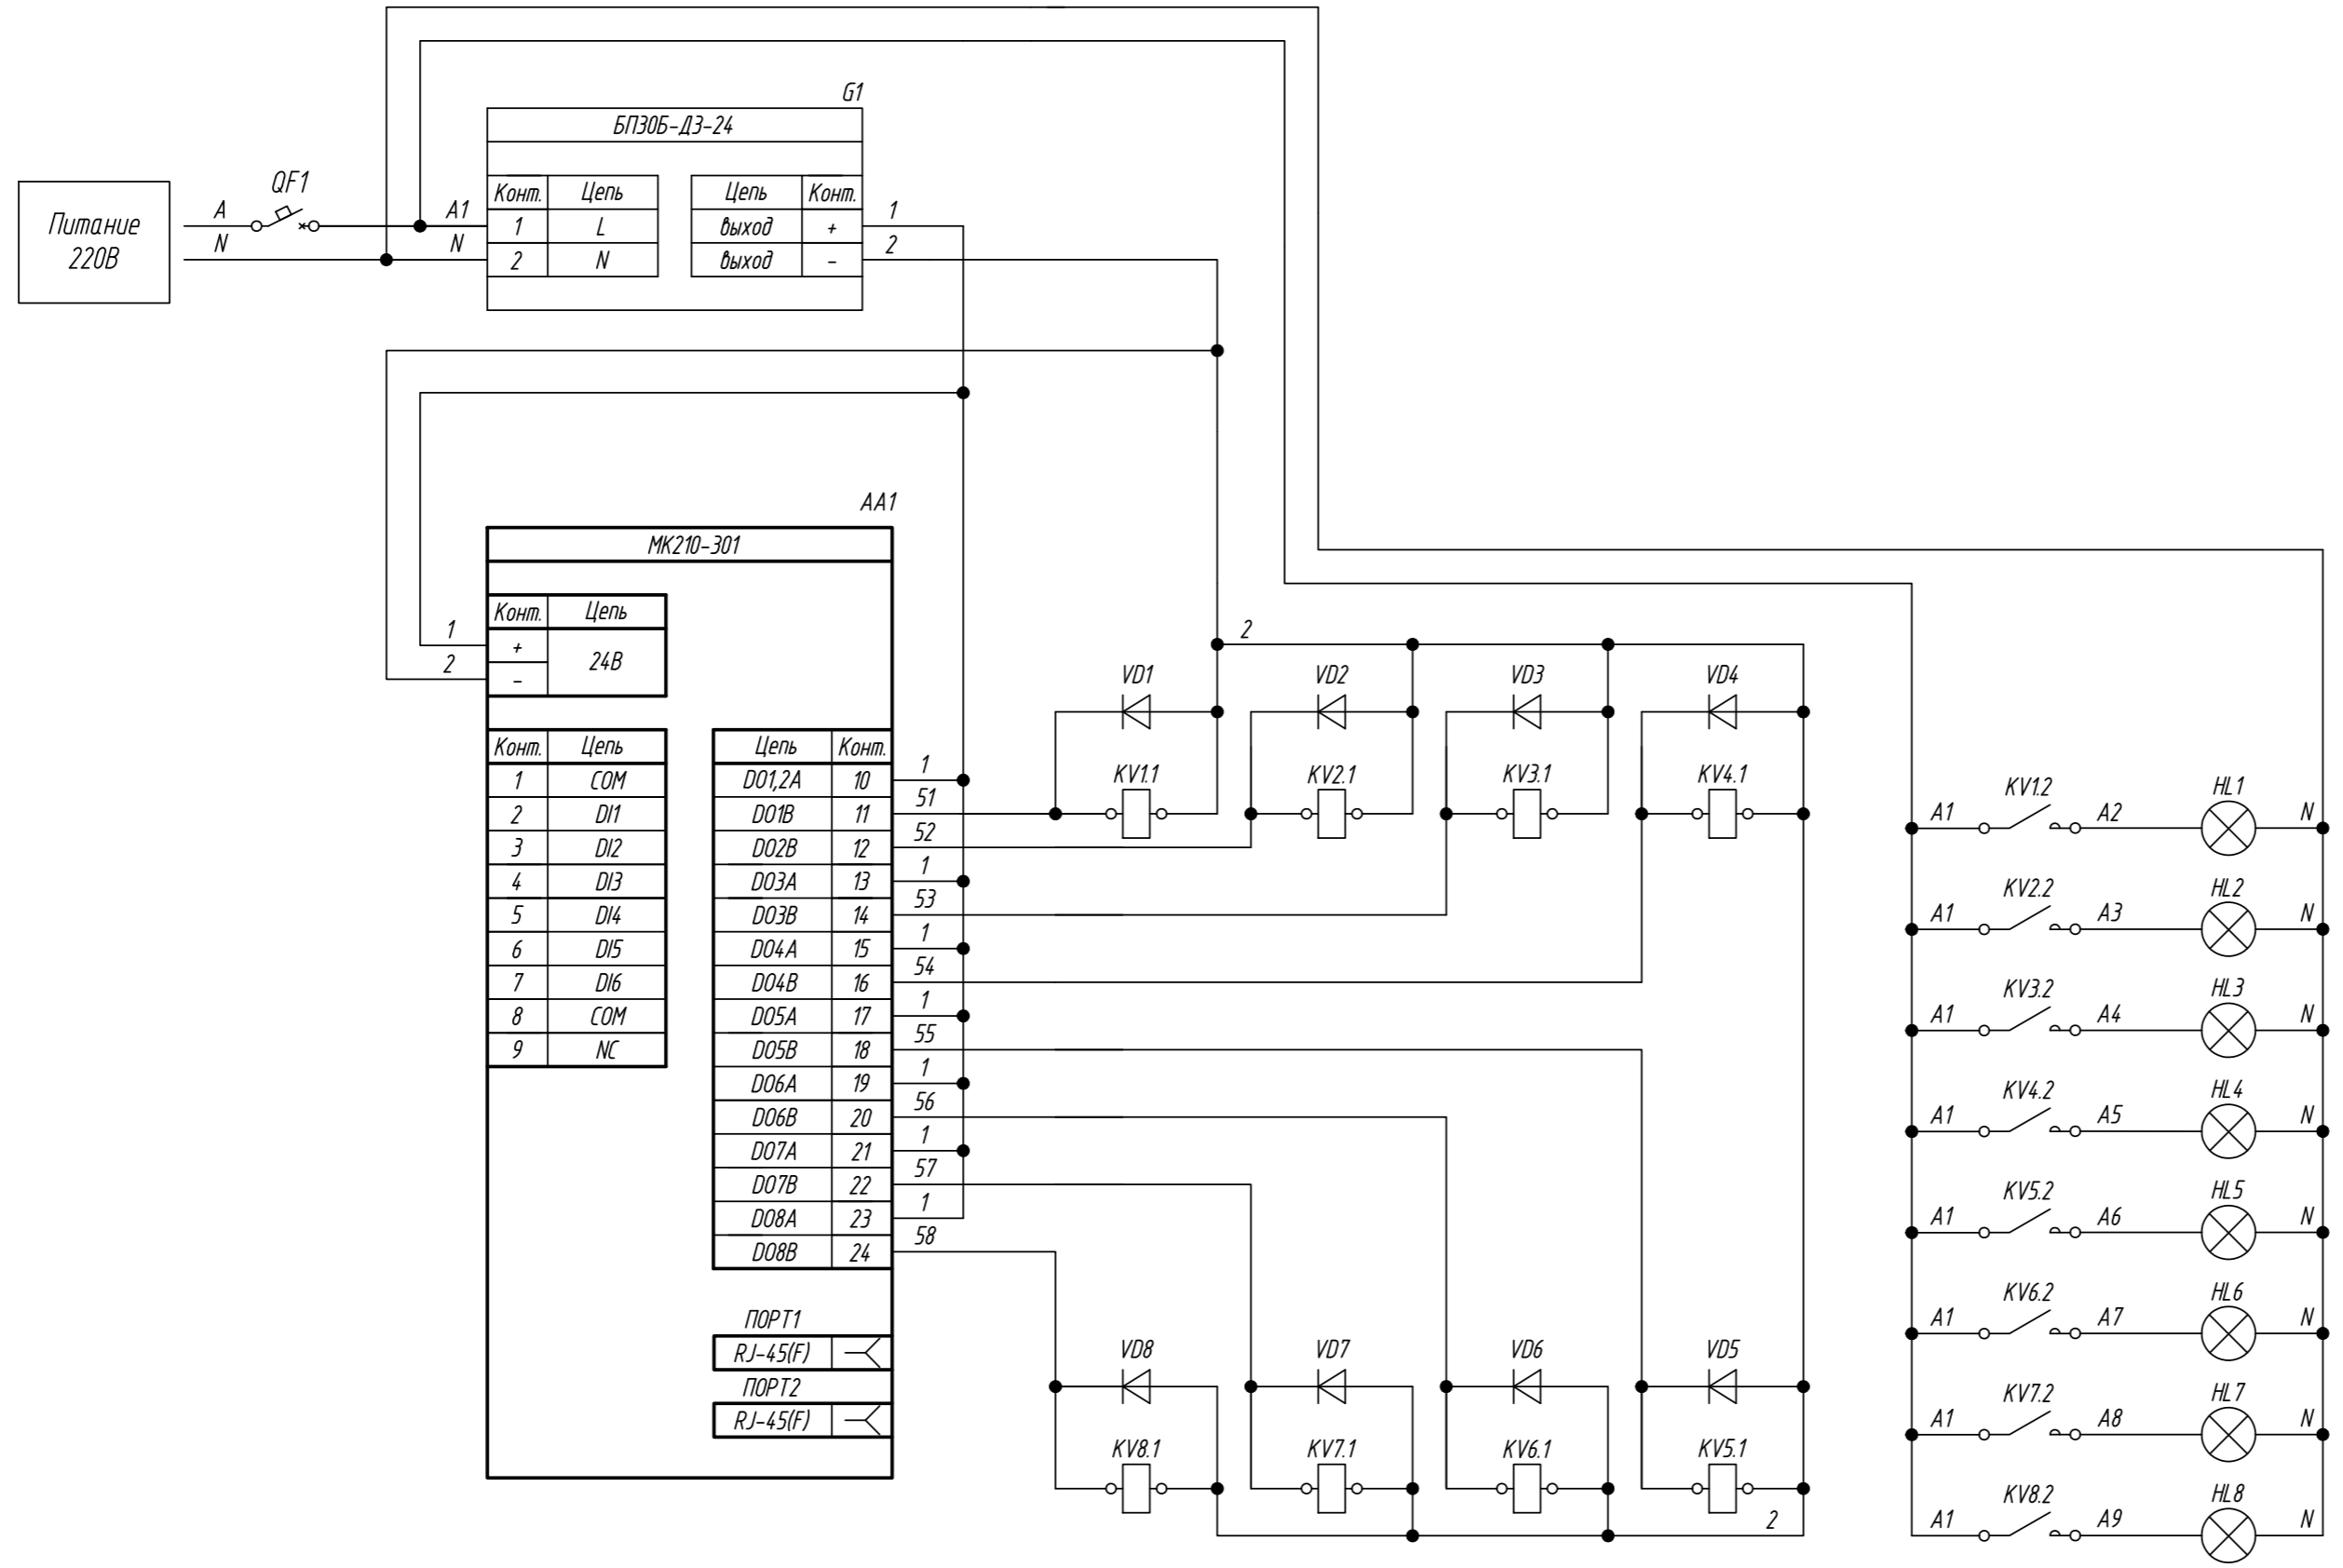 G1
БП30Б-Д3-24
Питание
220В
QF1
A
N
A1
N
Конт. Цепь
1 L
2 N
Цепь Конт.
выход +
выход -
1
2
AA1
МК210-301
1
2
Конт. Цепь
+ 24В
-
Конт. Цепь
1 COM
2 DI1
3 DI2
4 DI3
5 DI4
6 DI5
7 DI6
8 COM
9 NC
Цепь Конт.
DO1,2A 10 1
DO1B 11 51
DO2B 12 52
DO3A 13 1
DO3B 14 53
DO4A 15 1
DO4B 16 54
DO5A 17 1
DO5B 18 55
DO6A 19 1
DO6B 20 56
DO7A 21 1
DO7B 22 57
DO8A 23 1
DO8B 24 58
ПОРТ1
RJ-45(F)
ПОРТ2
RJ-45(F)
2
VD1 VD2 VD3 VD4
KV1.1 KV2.1 KV3.1 KV4.1
VD8 VD7 VD6 VD5
KV8.1 KV7.1 KV6.1 KV5.1
2
KV1.2 HL1
A1 A2 N
KV2.2 HL2
A1 A3 N
KV3.2 HL3
A1 A4 N
KV4.2 HL4
A1 A5 N
KV5.2 HL5
A1 A6 N
KV6.2 HL6
A1 A7 N
KV7.2 HL7
A1 A8 N
KV8.2 HL8
A1 A9 N